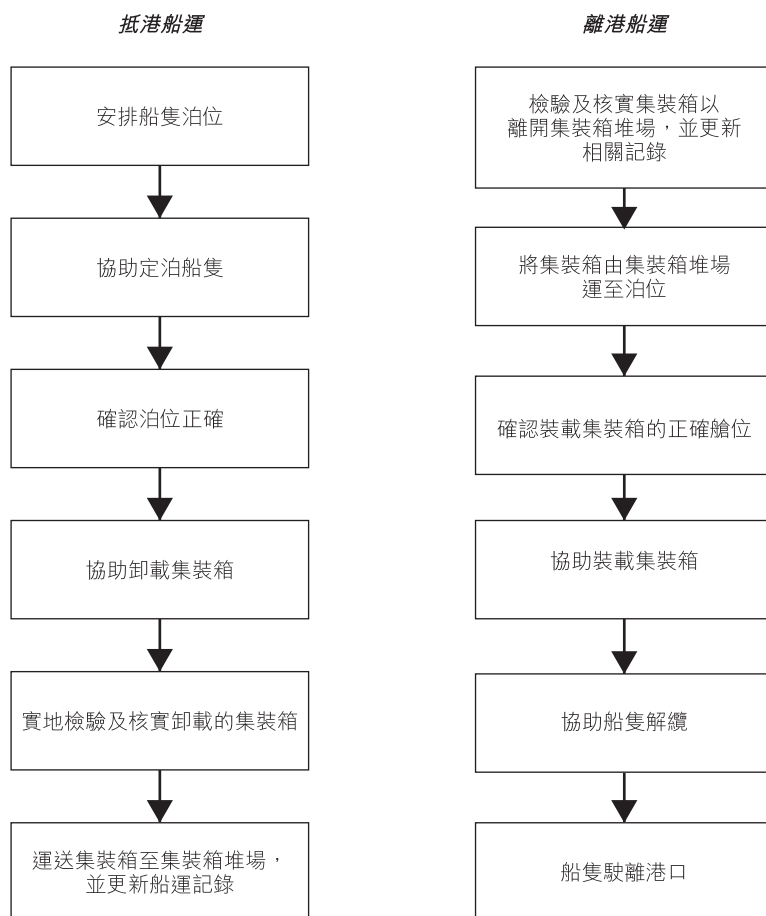 抵港船運
安排船隻泊位
協助定泊船隻
確認泊位正確
協助卸載集裝箱
實地檢驗及核實卸載的集裝箱
運送集裝箱至集裝箱堆場，
並更新船運記錄
離港船運
檢驗及核實集裝箱以
離開集裝箱堆場，並更新
相關記錄
將集裝箱由集裝箱堆場
運至泊位
確認裝載集裝箱的正確艙位
協助裝載集裝箱
協助船隻解纜
船隻駛離港口